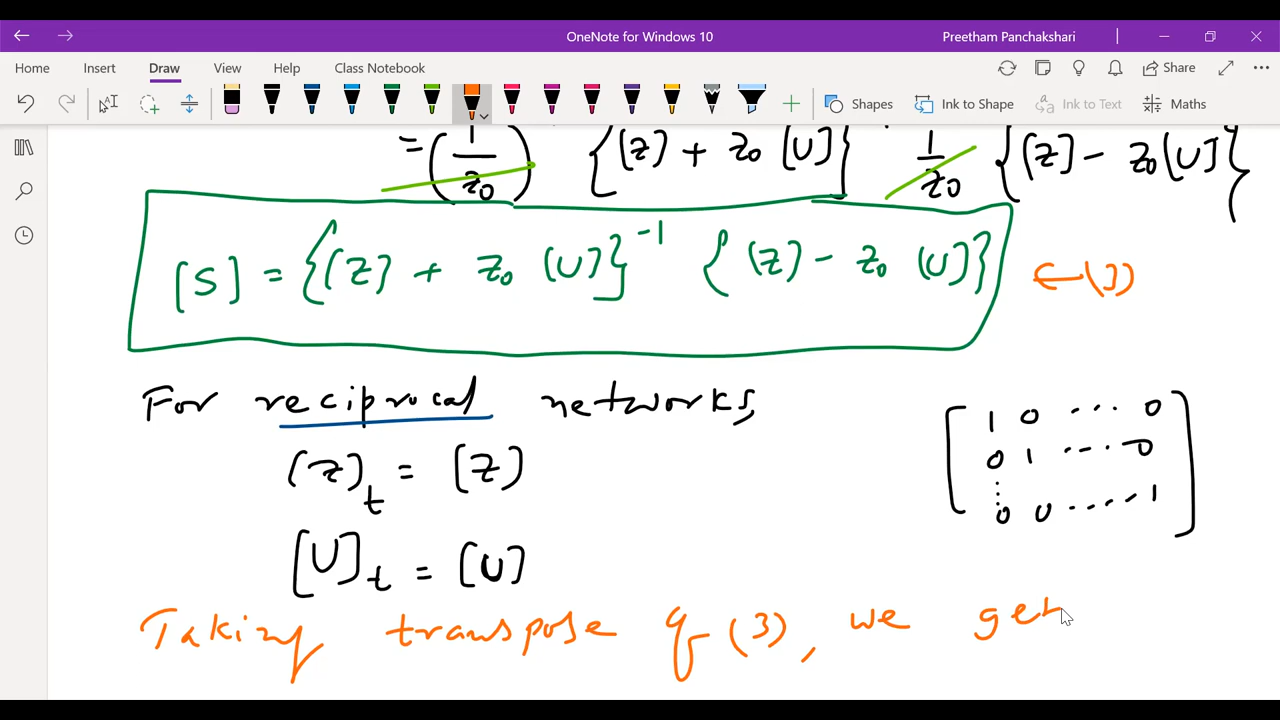 OneNote for Windows 10
Preetham Panchakshari
Home Insert Draw View Help Class Notebook
Share
Shapes Ink to Shape Ink to Text Maths
= (1/z0) {[Z] + z0 [U]} 1/z0 {[Z] - z0 [U]}
[S] = {[Z] + z0 [U]}^-1 {[Z] - z0 [U]} ←(3)
For reciprocal networks,
[Z]t = [Z]
[U]t = [U]
1 0 ... 0
0 1 ... 0
⋮
0 0 ... 1
Taking transpose of (3), we get